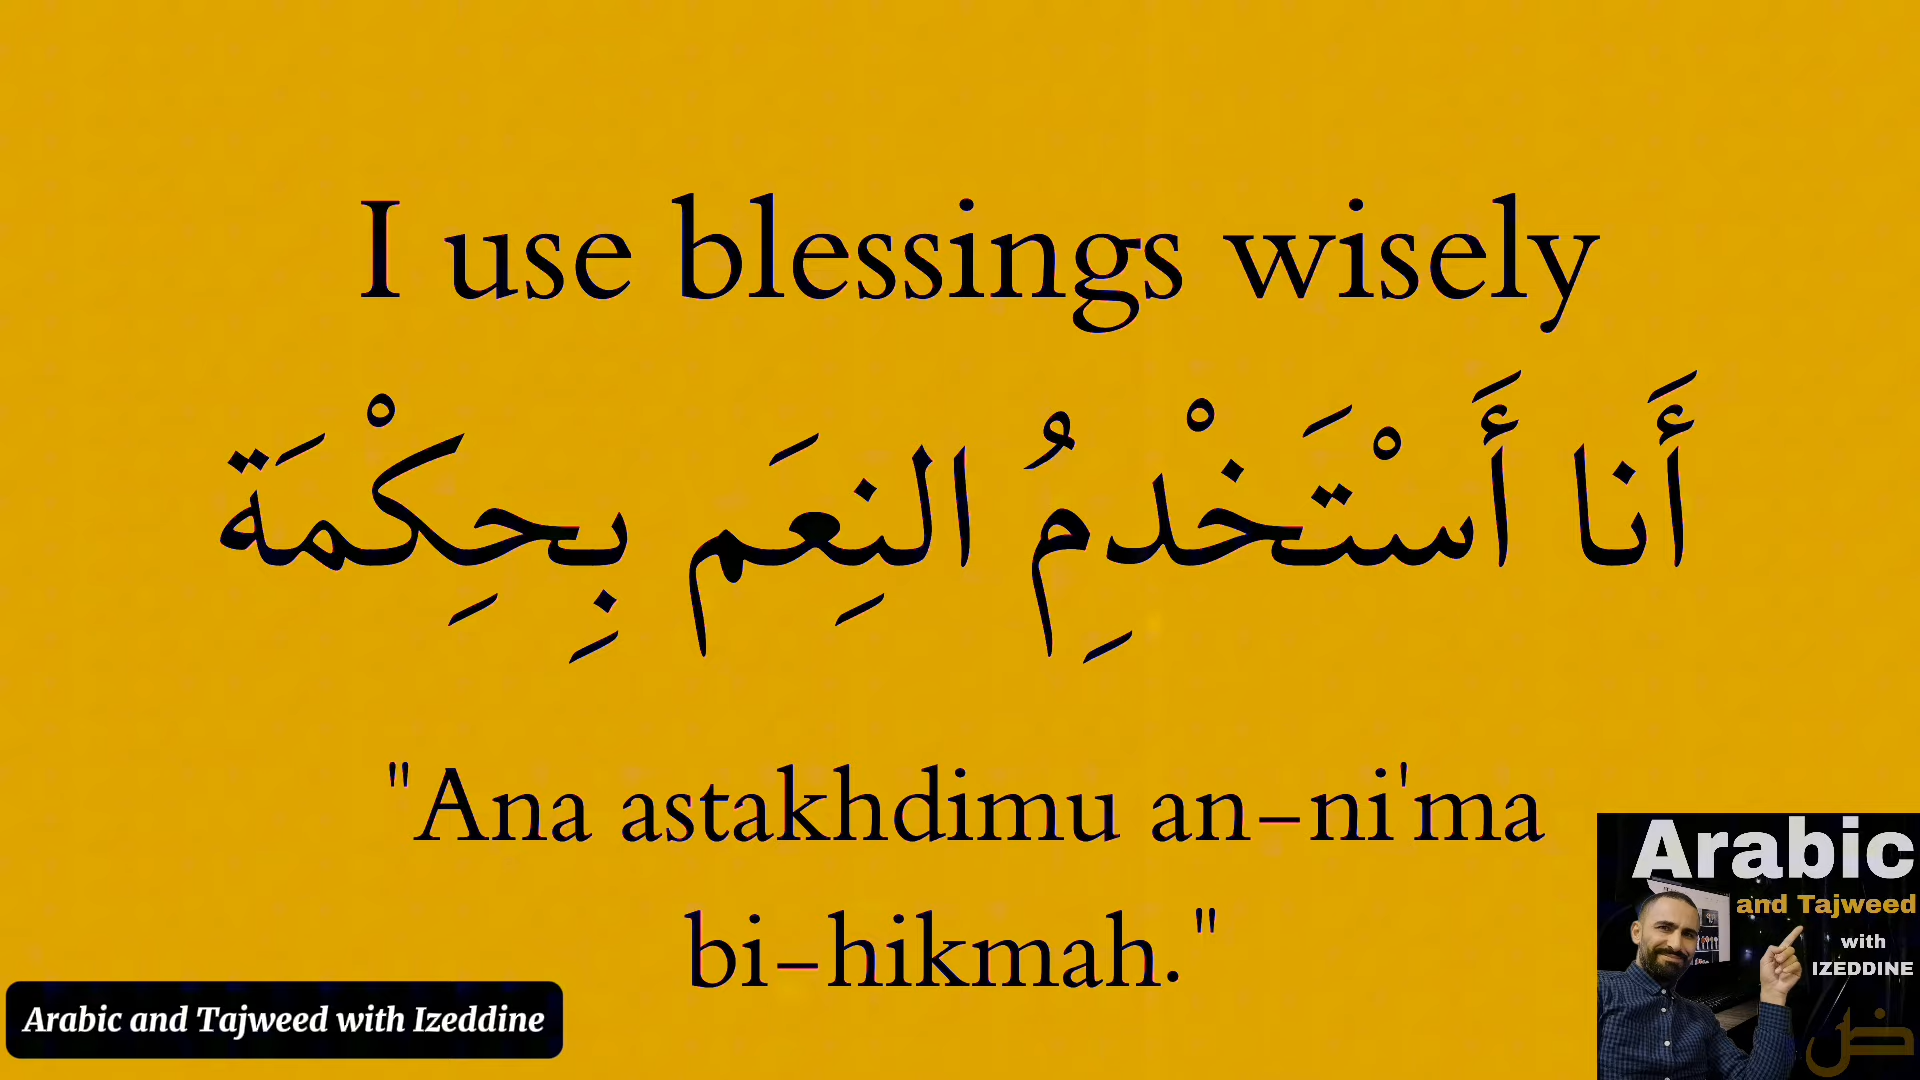 I use blessings wisely
أَنا أَسْتَخْدِمُ النِعَم بِحِكْمَة
"Ana astakhdimu an-ni'ma
bi-hikmah."
Arabic and Tajweed with Izeddine
Arabic
and Tajweed
with
IZEDDINE
ض